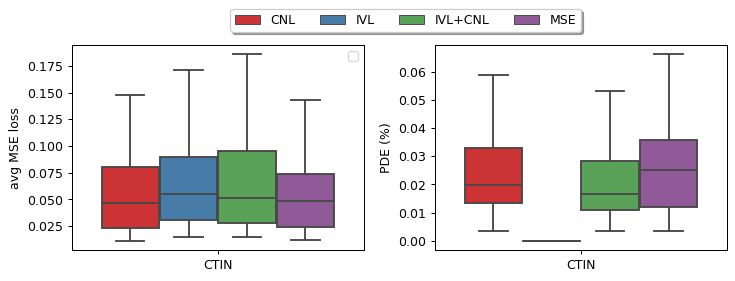 CNL IVL IVL+CNL MSE
avg MSE loss
0.175
0.150
0.125
0.100
0.075
0.050
0.025
CTIN
PDE (%)
0.06
0.05
0.04
0.03
0.02
0.01
0.00
CTIN